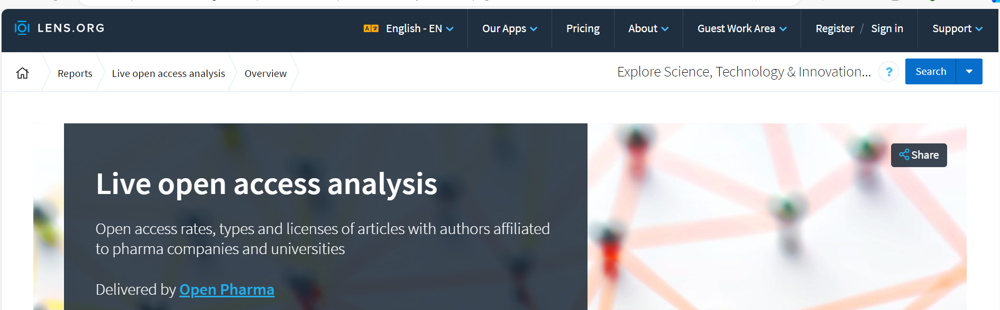 LENS.ORG
English - EN
Our Apps
Pricing
About
Guest Work Area
Register / Sign in
Support
Reports
Live open access analysis
Overview
Explore Science, Technology & Innovation...
?
Search
Share
Live open access analysis
Open access rates, types and licenses of articles with authors affiliated
to pharma companies and universities
Delivered by Open Pharma